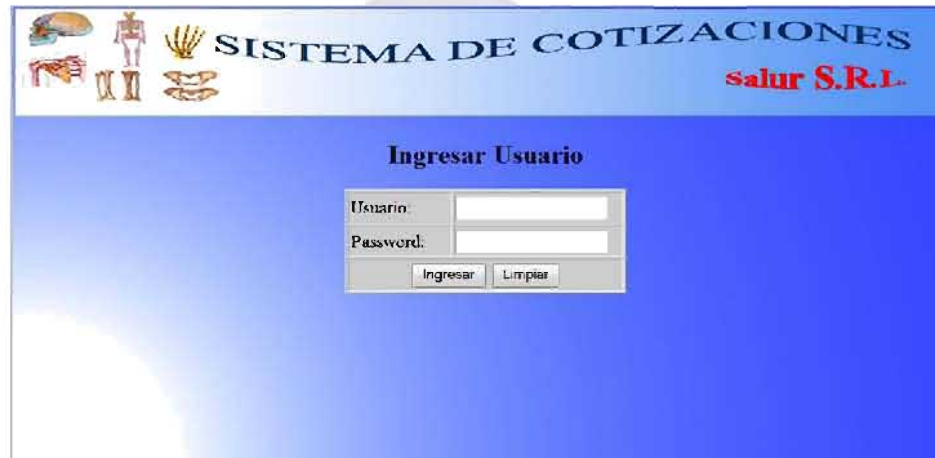 SISTEMA DE COTIZACIONES
Salur S.R.L.
Ingresar Usuario
Usuario:
Password:
Ingresar Limpiar